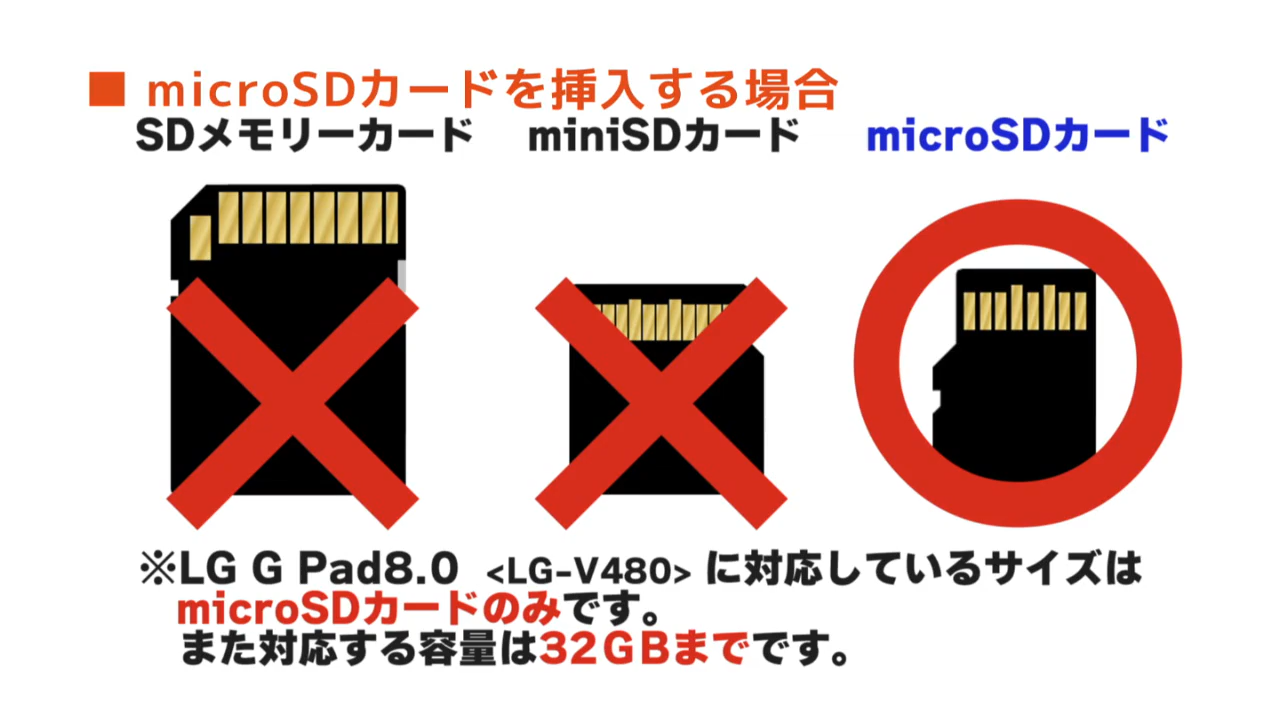 ■ microSDカードを挿入する場合
SDメモリーカード miniSDカード microSDカード
※LG G Pad8.0 <LG-V480> に対応しているサイズは
microSDカードのみです。
また対応する容量は32GBまでです。